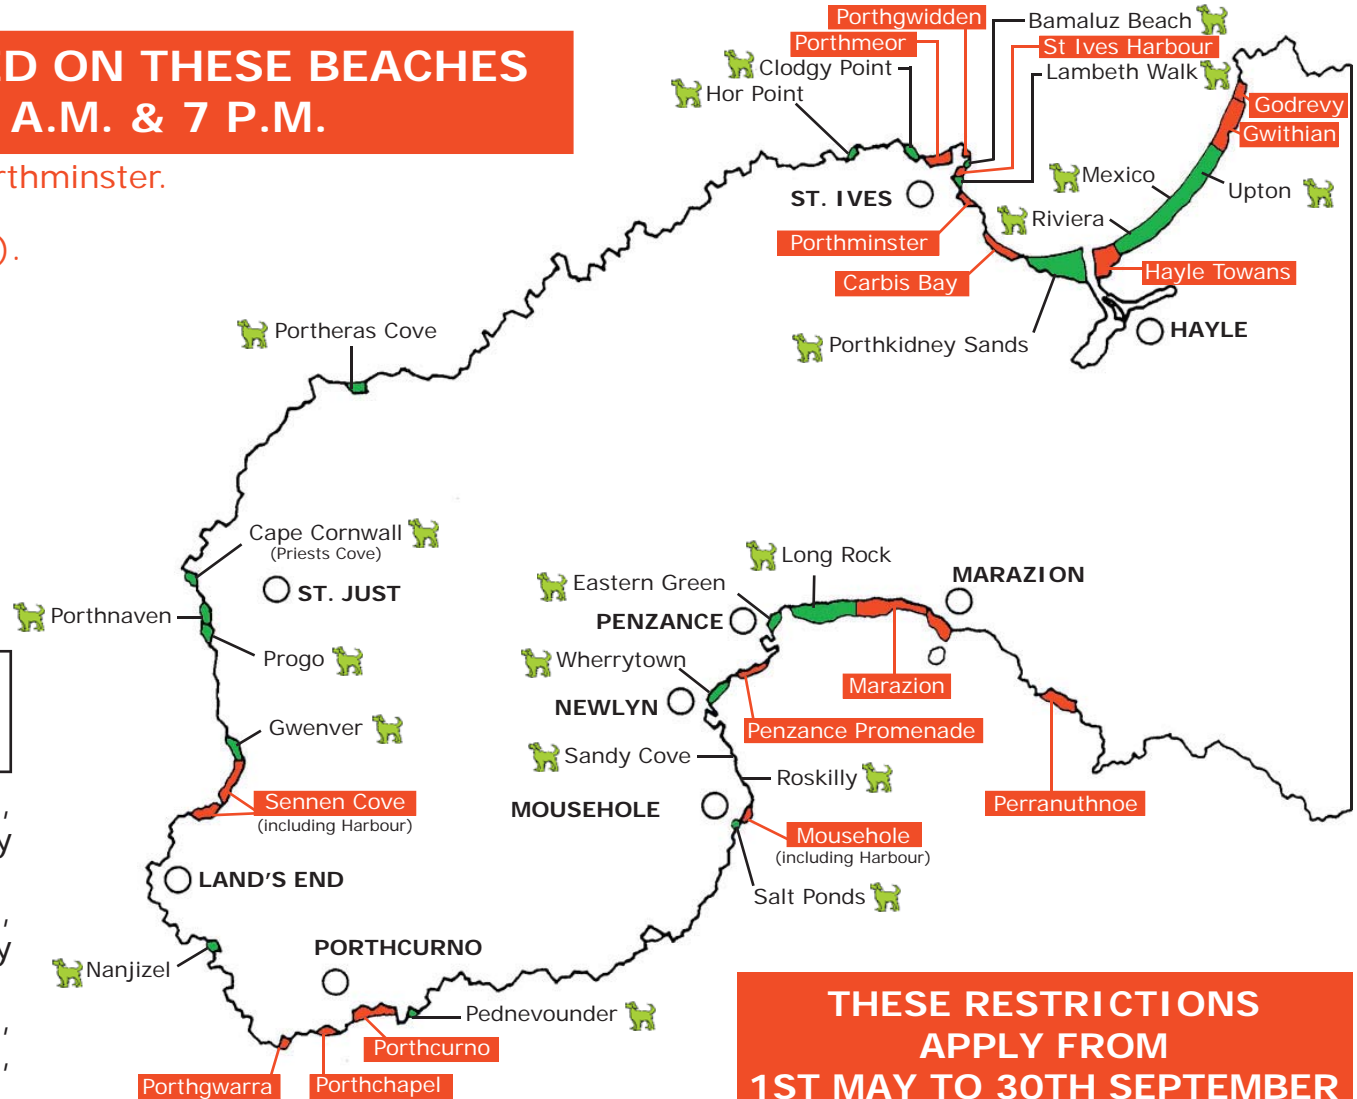 ED ON THESE BEACHES
A.M. & 7 P.M.
rthminster.
).
Porthgwidden
Bamaluz Beach
Porthmeor
St Ives Harbour
Clodgy Point
Lambeth Walk
Hor Point
Godrevy
Gwithian
Mexico
Upton
ST. IVES
Riviera
Porthminster
Hayle Towans
Carbis Bay
HAYLE
Porthkidney Sands
Portheras Cove
Cape Cornwall
(Priests Cove)
ST. JUST
Porthnaven
Progo
Gwenver
Sennen Cove
(including Harbour)
LAND'S END
Nanjizel
PORTHCURNO
Pednevounder
Porthcurno
Porthchapel
Porthgwarra
Long Rock
MARAZION
Eastern Green
PENZANCE
Wherrytown
Marazion
NEWLYN
Penzance Promenade
Sandy Cove
Roskilly
MOUSEHOLE
Perranuthnoe
Mousehole
(including Harbour)
Salt Ponds
,
y
,
y
,
,
THESE RESTRICTIONS
APPLY FROM
1ST MAY TO 30TH SEPTEMBER